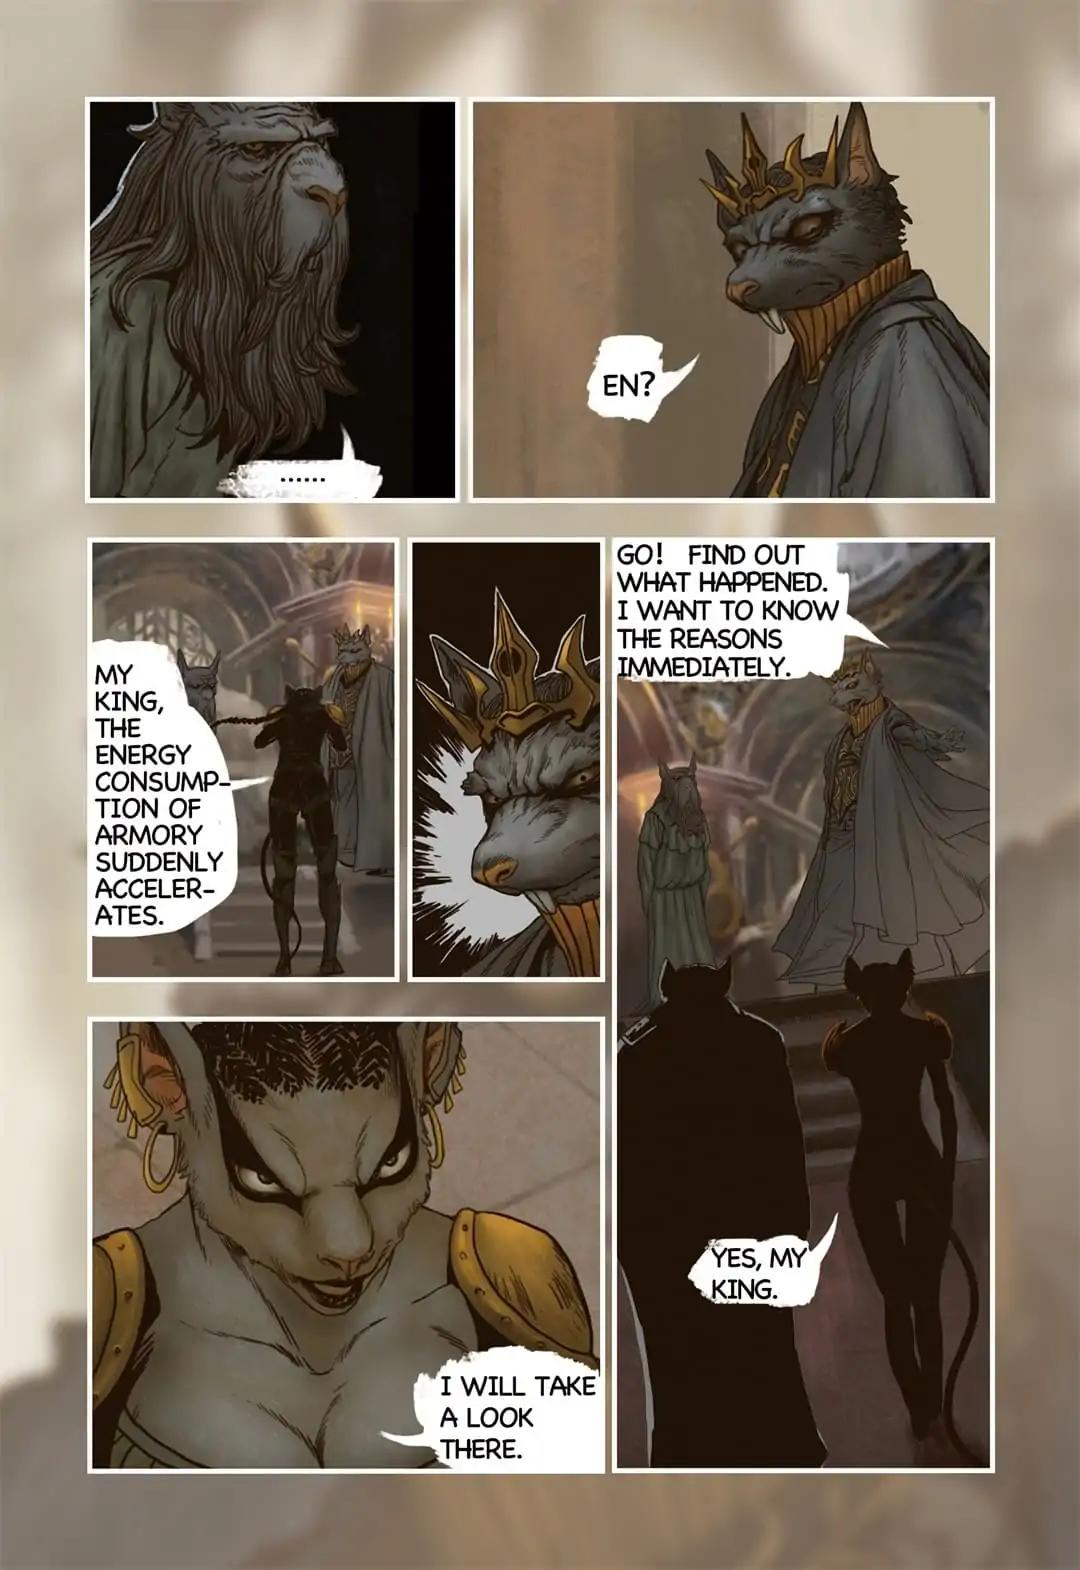 ......
EN?
MY
KING,
THE
ENERGY
CONSUMP-
TION OF
ARMORY
SUDDENLY
ACCELER-
ATES.
GO! FIND OUT
WHAT HAPPENED.
I WANT TO KNOW
THE REASONS
IMMEDIATELY.
YES, MY
KING.
I WILL TAKE
A LOOK
THERE.